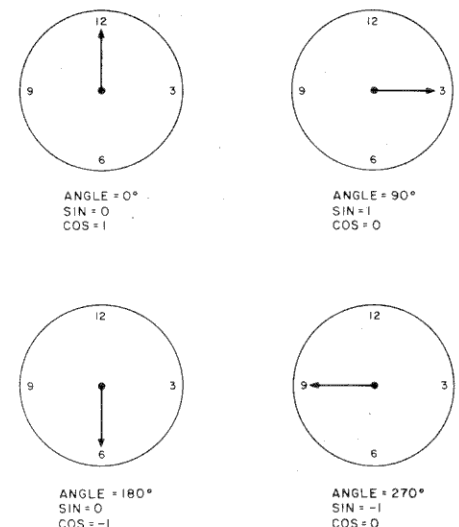 12
9 3
6
ANGLE = 0°
SIN = 0
COS = 1
12
9 3
6
ANGLE = 90°
SIN = 1
COS = 0
12
9 3
6
ANGLE = 180°
SIN = 0
COS = -1
12
9 3
6
ANGLE = 270°
SIN = -1
COS = 0